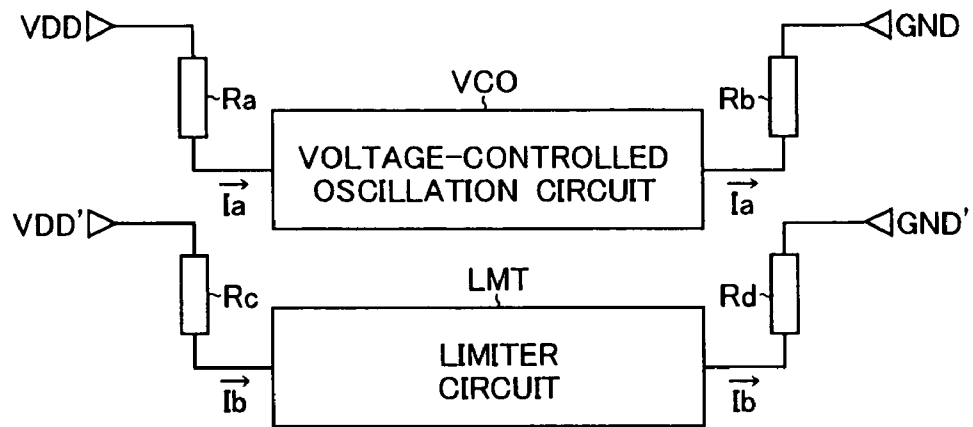 VDD
GND
VCO
Ra
Rb
VOLTAGE-CONTROLLED
OSCILLATION CIRCUIT
Ia
Ia
VDD'
GND'
LMT
Rc
Rd
LIMITER
CIRCUIT
Ib
Ib